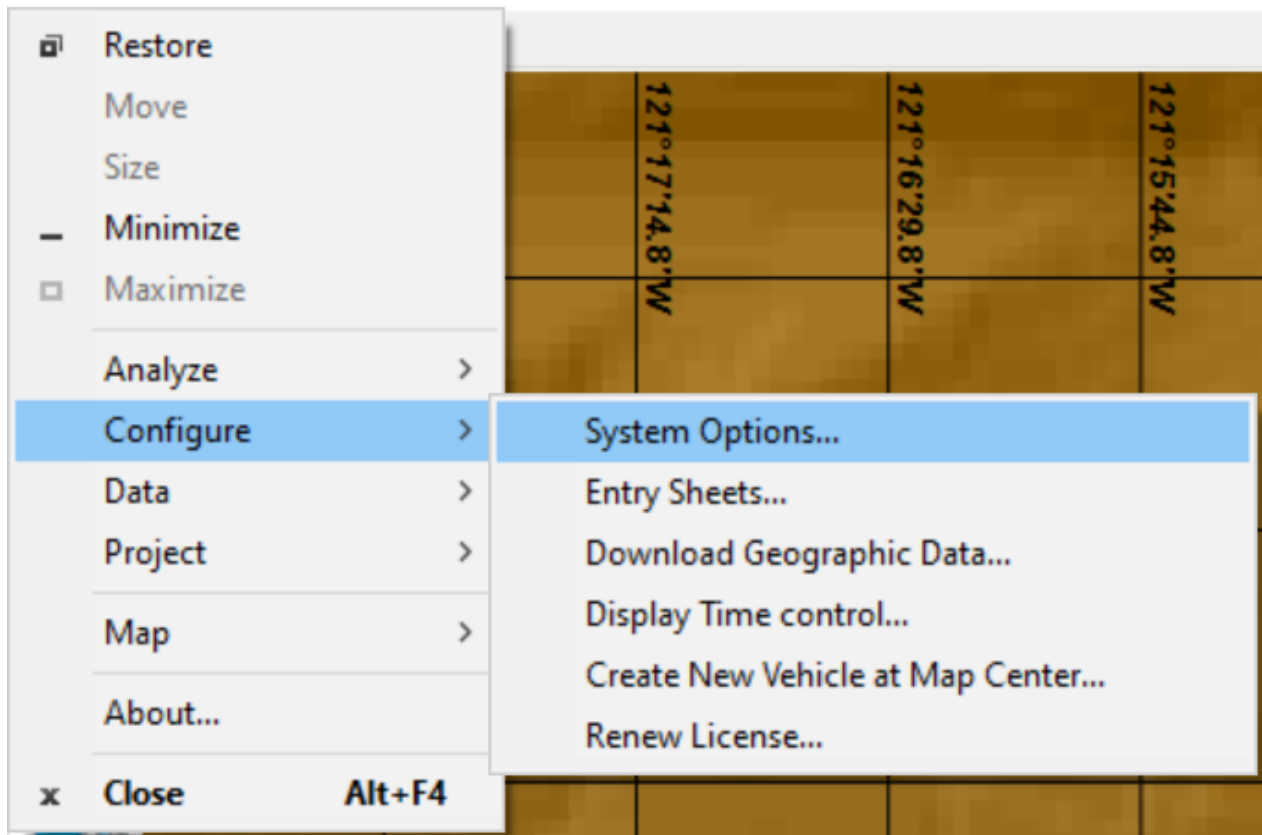 Restore
Move
Size
Minimize
Maximize
Analyze
Configure
Data
Project
Map
About...
Close Alt+F4
System Options...
Entry Sheets...
Download Geographic Data...
Display Time control...
Create New Vehicle at Map Center...
Renew License...
121°17'14.8"W
121°16'29.8"W
121°15'44.8"W